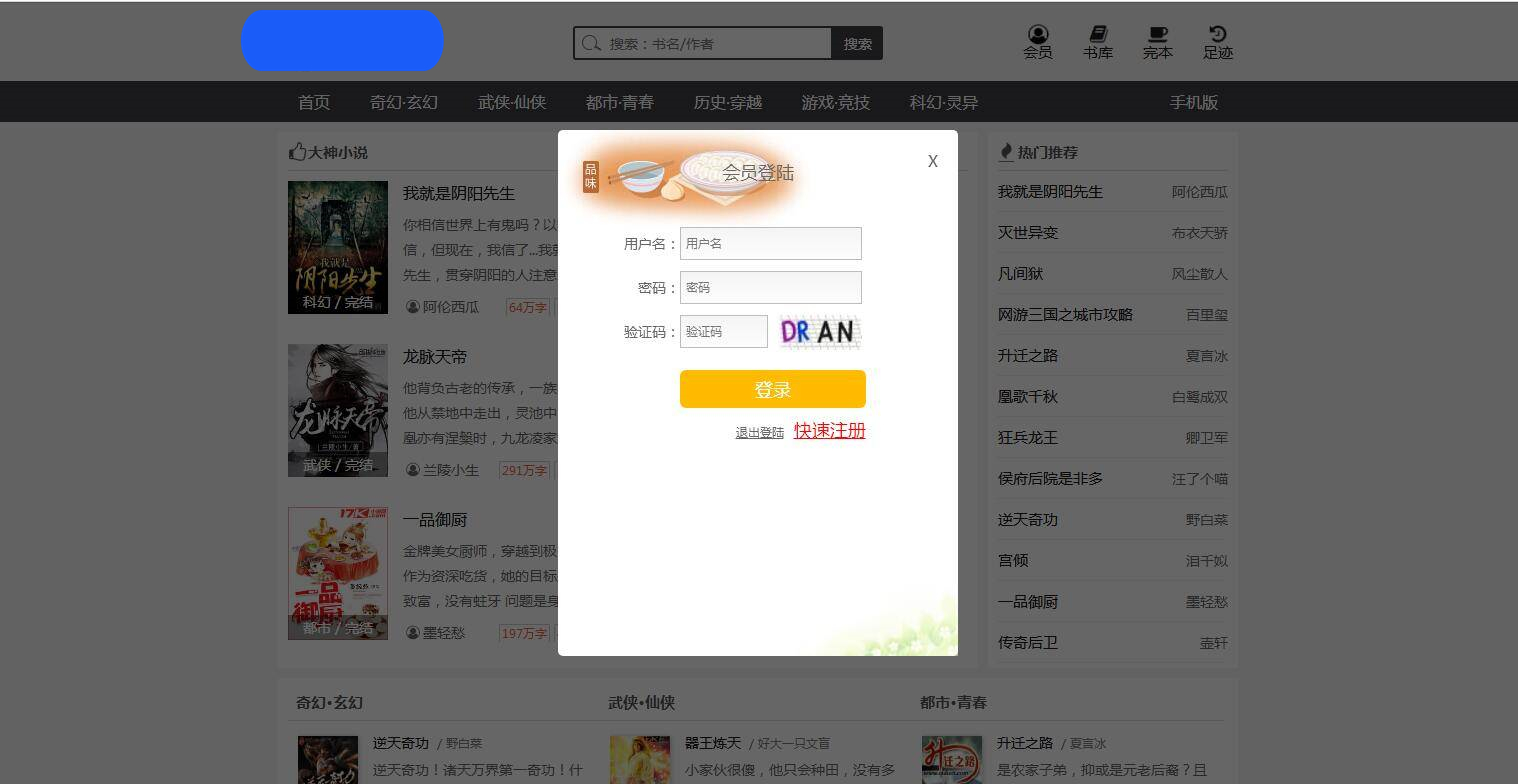 搜索：书名/作者
搜索
会员
书库
完本
足迹
首页
奇幻·玄幻
武侠·仙侠
都市·青春
历史·穿越
游戏·竞技
科幻·灵异
手机版
大神小说
我就是阴阳先生
你相信世界上有鬼吗？以
信，但现在，我信了...我就
先生，贯穿阴阳的人注意
我就是
阴阳先生
科幻 / 完结
阿伦西瓜
64万字
龙脉天帝
他背负古老的传承，一族
他从禁地中走出，灵池中
凰亦有涅槃时，九龙凌家
龙脉天帝
武侠 / 完结
兰陵小生
291万字
一品御厨
金牌美女厨师，穿越到极
作为资深吃货，她的目标
致富，没有蛀牙 问题是身
17K
一品
御厨
都市 / 完结
墨轻愁
197万字
品味
会员登陆
X
用户名：
用户名
密码：
密码
验证码：
验证码
DRAN
登录
退出登陆
快速注册
热门推荐
我就是阴阳先生 阿伦西瓜
灭世异变 布衣天骄
凡间狱 风尘散人
网游三国之城市攻略 百里玺
升迁之路 夏言冰
凰歌千秋 白鹭成双
狂兵龙王 卿卫军
侯府后院是非多 汪了个喵
逆天奇功 野白菜
宫倾 泪千姒
一品御厨 墨轻愁
传奇后卫 壶轩
奇幻•玄幻
逆天奇功 / 野白菜
逆天奇功！诸天万界第一奇功！什
武侠•仙侠
器王炼天 / 好大一只文盲
小家伙很傻，他只会种田，没有多
都市•青春
升迁之路
升迁之路 / 夏言冰
是农家子弟，抑或是元老后裔？且